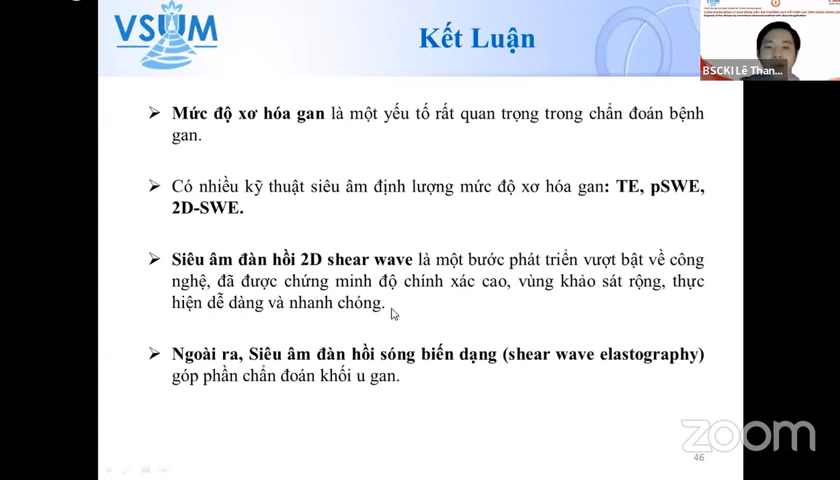 VSUM
Kết Luận
BSCKI Lê Than...
➢ Mức độ xơ hóa gan là một yếu tố rất quan trọng trong chẩn đoán bệnh
gan.
➢ Có nhiều kỹ thuật siêu âm định lượng mức độ xơ hóa gan: TE, pSWE,
2D-SWE.
➢ Siêu âm đàn hồi 2D shear wave là một bước phát triển vượt bật về công
nghệ, đã được chứng minh độ chính xác cao, vùng khảo sát rộng, thực
hiện dễ dàng và nhanh chóng.
➢ Ngoài ra, Siêu âm đàn hồi sóng biến dạng (shear wave elastography)
góp phần chẩn đoán khối u gan.
zoom
46